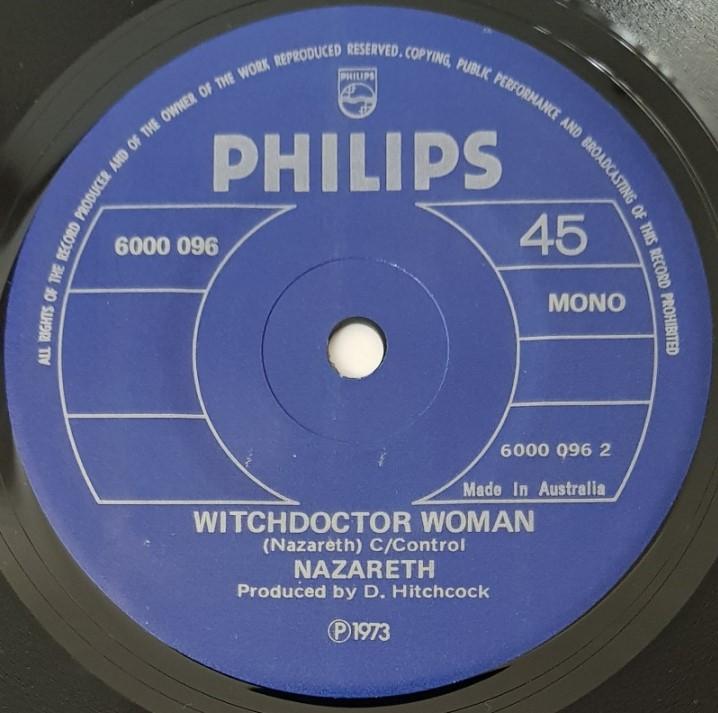 ALL RIGHTS OF THE RECORD PRODUCER AND OF THE OWNER OF THE WORK REPRODUCED RESERVED. COPYING, PUBLIC PERFORMANCE AND BROADCASTING OF THIS RECORD PROHIBITED
PHILIPS
PHILIPS
6000 096
45
MONO
6000 096 2
Made In Australia
WITCHDOCTOR WOMAN
(Nazareth) C/Control
NAZARETH
Produced by D. Hitchcock
Ⓟ1973